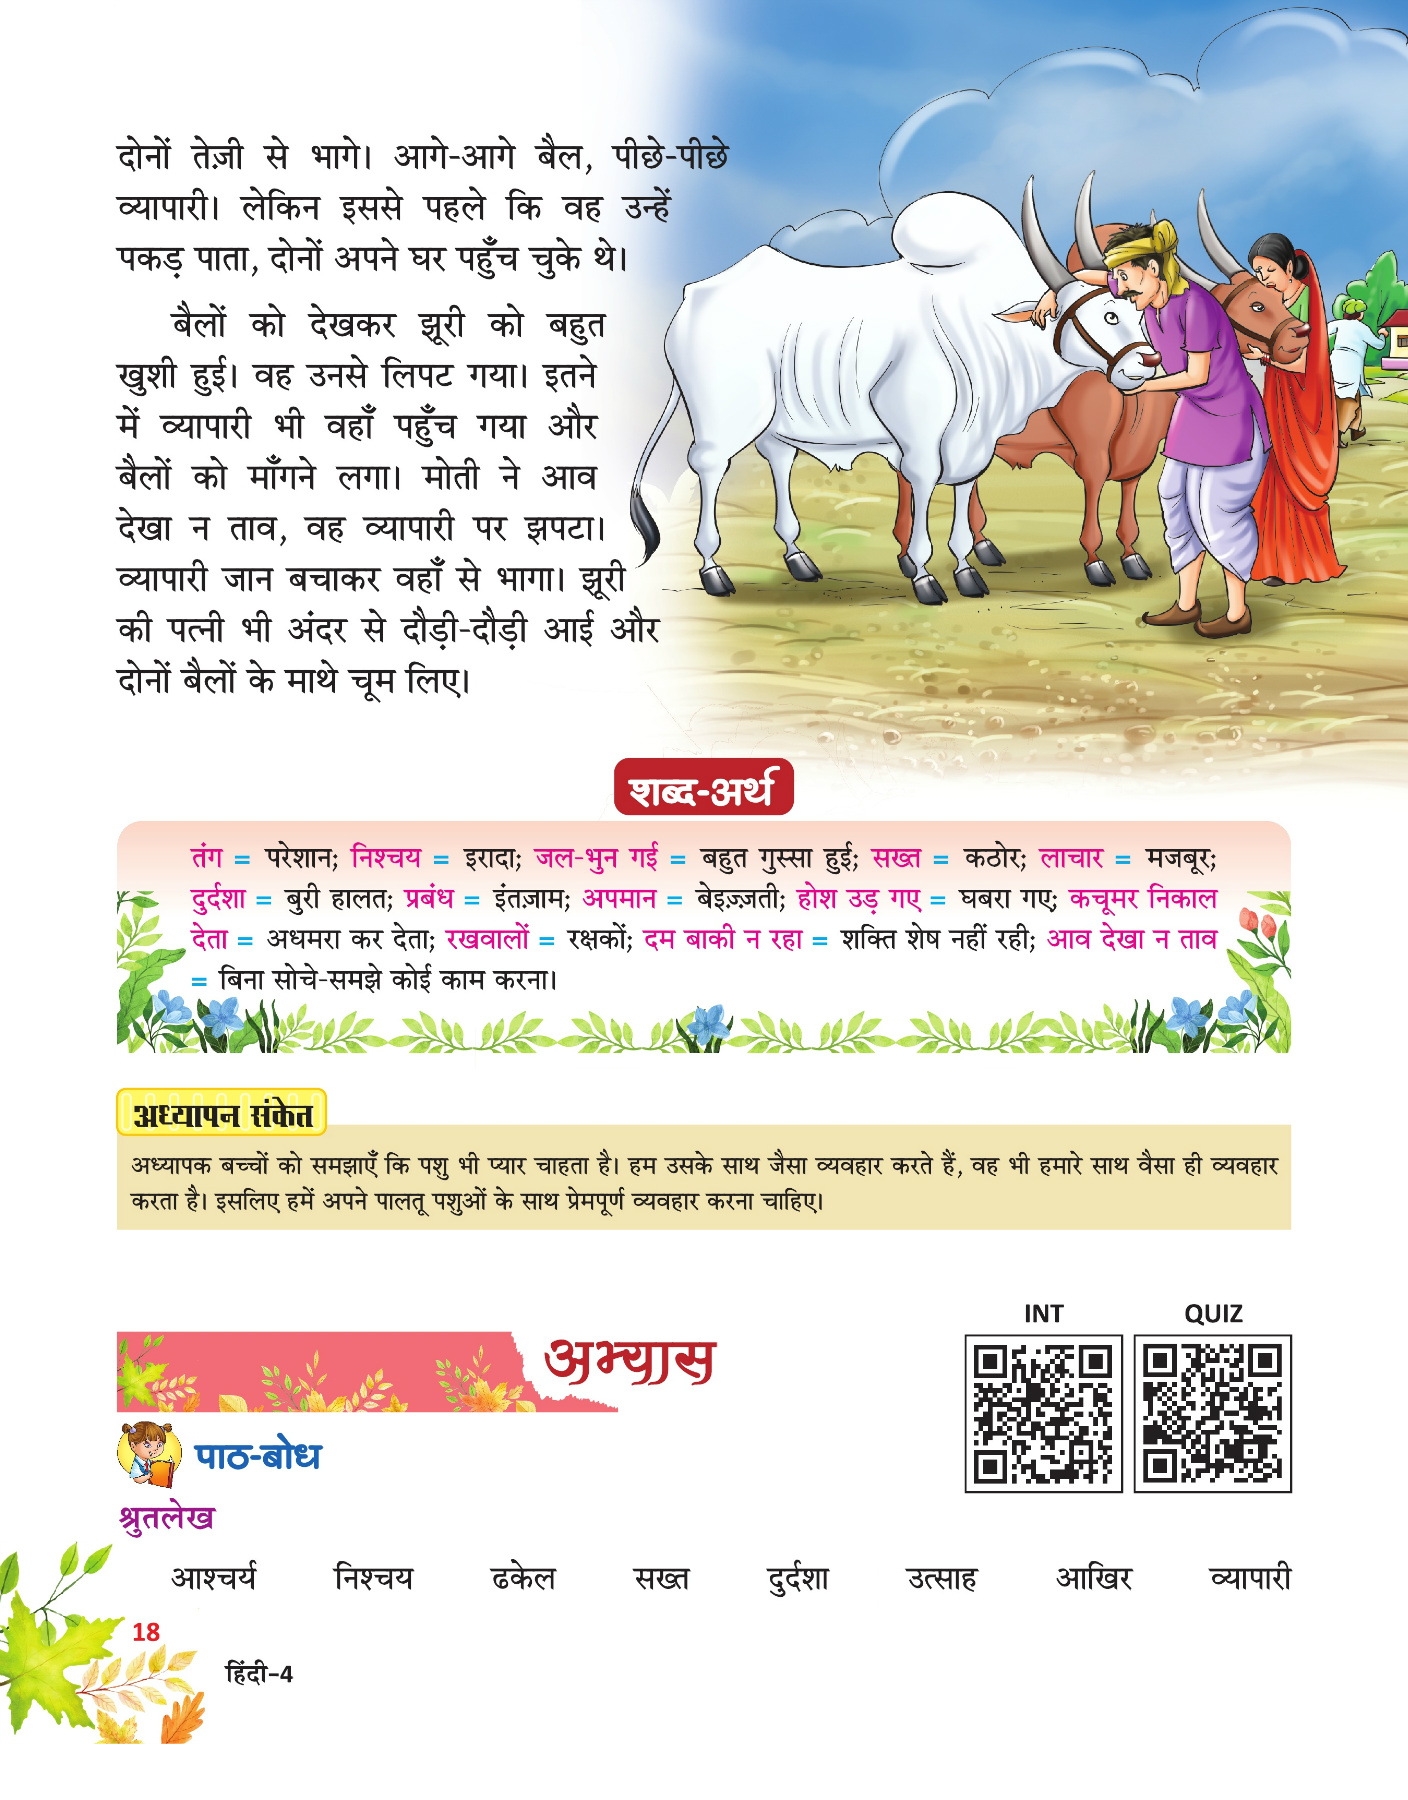 दोनों तेज़ी से भागे। आगे-आगे बैल, पीछे-पीछे
व्यापारी। लेकिन इससे पहले कि वह उन्हें
पकड़ पाता, दोनों अपने घर पहुँच चुके थे।
बैलों को देखकर झूरी को बहुत
खुशी हुई। वह उनसे लिपट गया। इतने
में व्यापारी भी वहाँ पहुँच गया और
बैलों को माँगने लगा। मोती ने आव
देखा न ताव, वह व्यापारी पर झपटा।
व्यापारी जान बचाकर वहाँ से भागा। झूरी
की पत्नी भी अंदर से दौड़ी-दौड़ी आई और
दोनों बैलों के माथे चूम लिए।
शब्द-अर्थ
तंग = परेशान; निश्चय = इरादा; जल-भुन गई = बहुत गुस्सा हुई; सख्त = कठोर; लाचार = मजबूर;
दुर्दशा = बुरी हालत; प्रबंध = इंतज़ाम; अपमान = बेइज़्ज़ती; होश उड़ गए = घबरा गए; कचूमर निकाल
देता = अधमरा कर देता; रखवालों = रक्षकों; दम बाकी न रहा = शक्ति शेष नहीं रही; आव देखा न ताव
= बिना सोचे-समझे कोई काम करना।
अध्यापन संकेत
अध्यापक बच्चों को समझाएँ कि पशु भी प्यार चाहता है। हम उसके साथ जैसा व्यवहार करते हैं, वह भी हमारे साथ वैसा ही व्यवहार
करता है। इसलिए हमें अपने पालतू पशुओं के साथ प्रेमपूर्ण व्यवहार करना चाहिए।
INT QUIZ
अभ्यास
पाठ-बोध
श्रुतलेख
आश्चर्य निश्चय ढकेल सख्त दुर्दशा उत्साह आखिर व्यापारी
18
हिंदी–4